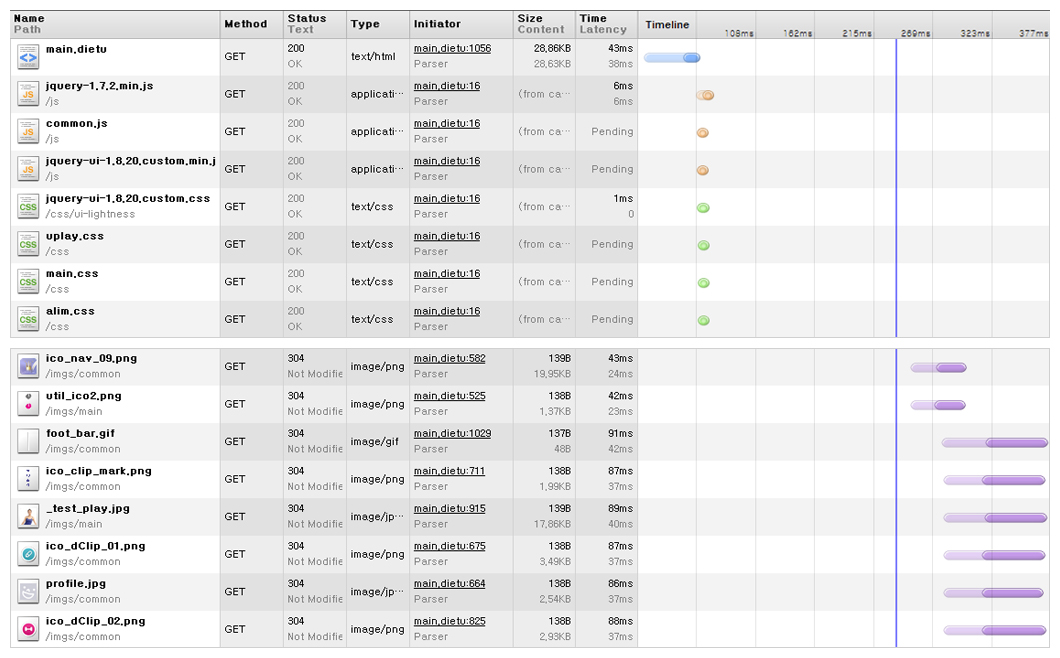 Name Method Status Type Initiator Size Time Timeline
Path Text Content Latency
108ms 162ms 215ms 269ms 323ms 377ms
main,dietu GET 200 text/html main,dietu:1056 28,86KB 43ms
OK Parser 28,63KB 38ms
jquery-1,7,2,min,js GET 200 applicati··· main,dietu:16 (from ca··· 6ms
/js OK Parser 6ms
common,js GET 200 applicati··· main,dietu:16 (from ca··· Pending
/js OK Parser
jquery-ui-1,8,20,custom,min,j GET 200 applicati··· main,dietu:16 (from ca··· Pending
/js OK Parser
jquery-ui-1,8,20,custom,css GET 200 text/css main,dietu:16 (from ca··· 1ms
/css/ui-lightness OK Parser 0
uplay,css GET 200 text/css main,dietu:16 (from ca··· Pending
/css OK Parser
main,css GET 200 text/css main,dietu:16 (from ca··· Pending
/css OK Parser
alim,css GET 200 text/css main,dietu:16 (from ca··· Pending
/css OK Parser
ico_nav_09,png GET 304 image/png main,dietu:582 139B 43ms
/imgs/common Not Modifie Parser 19,95KB 24ms
util_ico2,png GET 304 image/png main,dietu:525 138B 42ms
/imgs/main Not Modifie Parser 1,37KB 23ms
foot_bar,gif GET 304 image/gif main,dietu:1029 137B 91ms
/imgs/common Not Modifie Parser 48B 42ms
ico_clip_mark,png GET 304 image/png main,dietu:711 138B 87ms
/imgs/common Not Modifie Parser 1,99KB 37ms
_test_play,jpg GET 304 image/jp··· main,dietu:915 139B 89ms
/imgs/main Not Modifie Parser 17,86KB 40ms
ico_dClip_01,png GET 304 image/png main,dietu:675 138B 87ms
/imgs/common Not Modifie Parser 3,49KB 37ms
profile,jpg GET 304 image/jp··· main,dietu:664 138B 86ms
/imgs/common Not Modifie Parser 2,54KB 37ms
ico_dClip_02,png GET 304 image/png main,dietu:825 138B 88ms
/imgs/common Not Modifie Parser 2,93KB 37ms